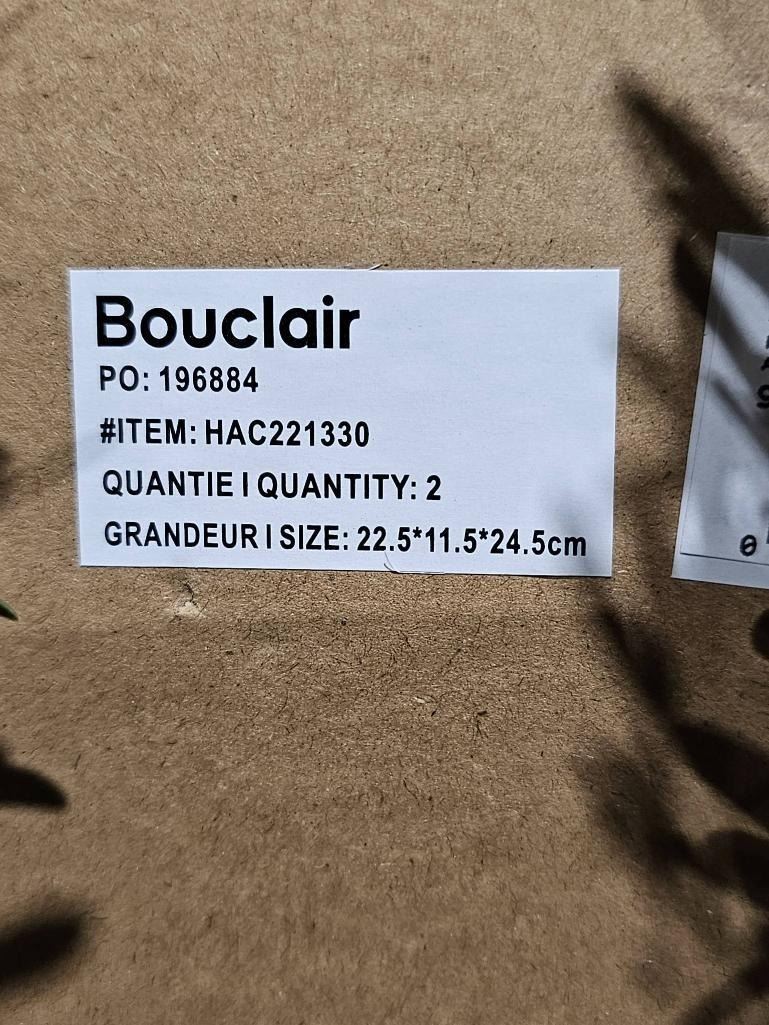 Bouclair
PO: 196884
#ITEM: HAC221330
QUANTIE I QUANTITY: 2
GRANDEUR I SIZE: 22.5*11.5*24.5cm